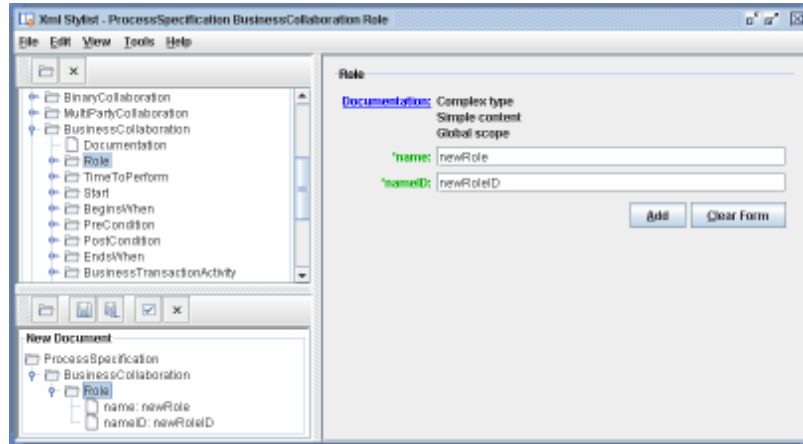 Xml Stylist - ProcessSpecification BusinessCollaboration Role
File Edit View Tools Help
BinaryCollaboration
MultiPartyCollaboration
BusinessCollaboration
Documentation
Role
TimeToPerform
Start
BeginsWhen
PreCondition
PostCondition
EndsWhen
BusinessTransactionActivity
New Document
ProcessSpecification
BusinessCollaboration
Role
name: newRole
nameID: newRoleID
Role
Documentation: Complex type
Simple content
Global scope
*name: newRole
*nameID: newRoleID
Add Clear Form